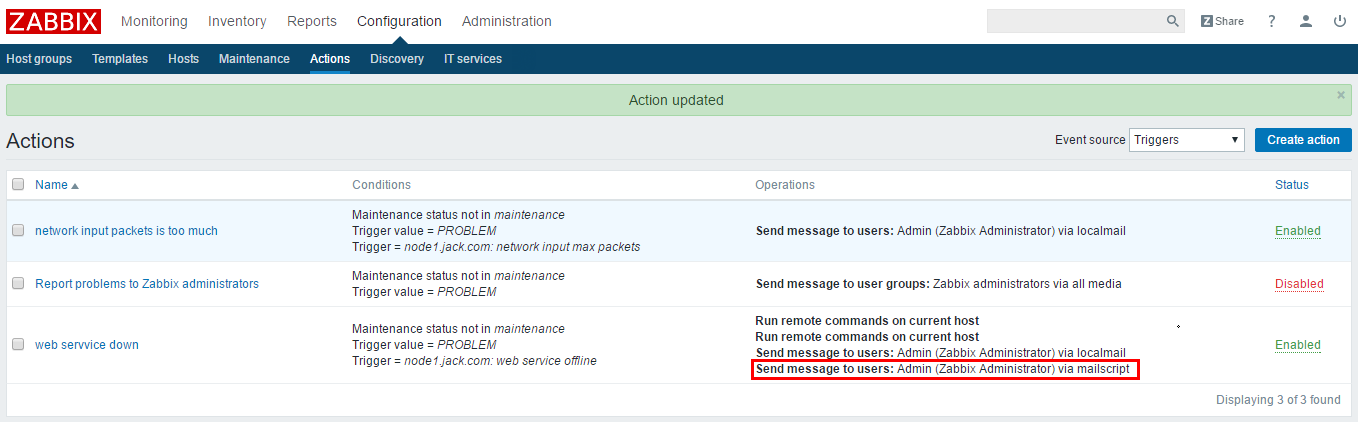 ZABBIX Monitoring Inventory Reports Configuration Administration Z Share ?
Host groups Templates Hosts Maintenance Actions Discovery IT services
Action updated ×
Actions Event source Triggers Create action
Name Conditions Operations Status
Maintenance status not in maintenance
network input packets is too much Trigger value = PROBLEM Send message to users: Admin (Zabbix Administrator) via localmail Enabled
Trigger = node1.jack.com: network input max packets
Maintenance status not in maintenance
Report problems to Zabbix administrators Send message to user groups: Zabbix administrators via all media Disabled
Trigger value = PROBLEM
Run remote commands on current host
Maintenance status not in maintenance Run remote commands on current host
web servvice down Trigger value = PROBLEM Send message to users: Admin (Zabbix Administrator) via localmail Enabled
Trigger = node1.jack.com: web service offline Send message to users: Admin (Zabbix Administrator) via mailscript
Displaying 3 of 3 found